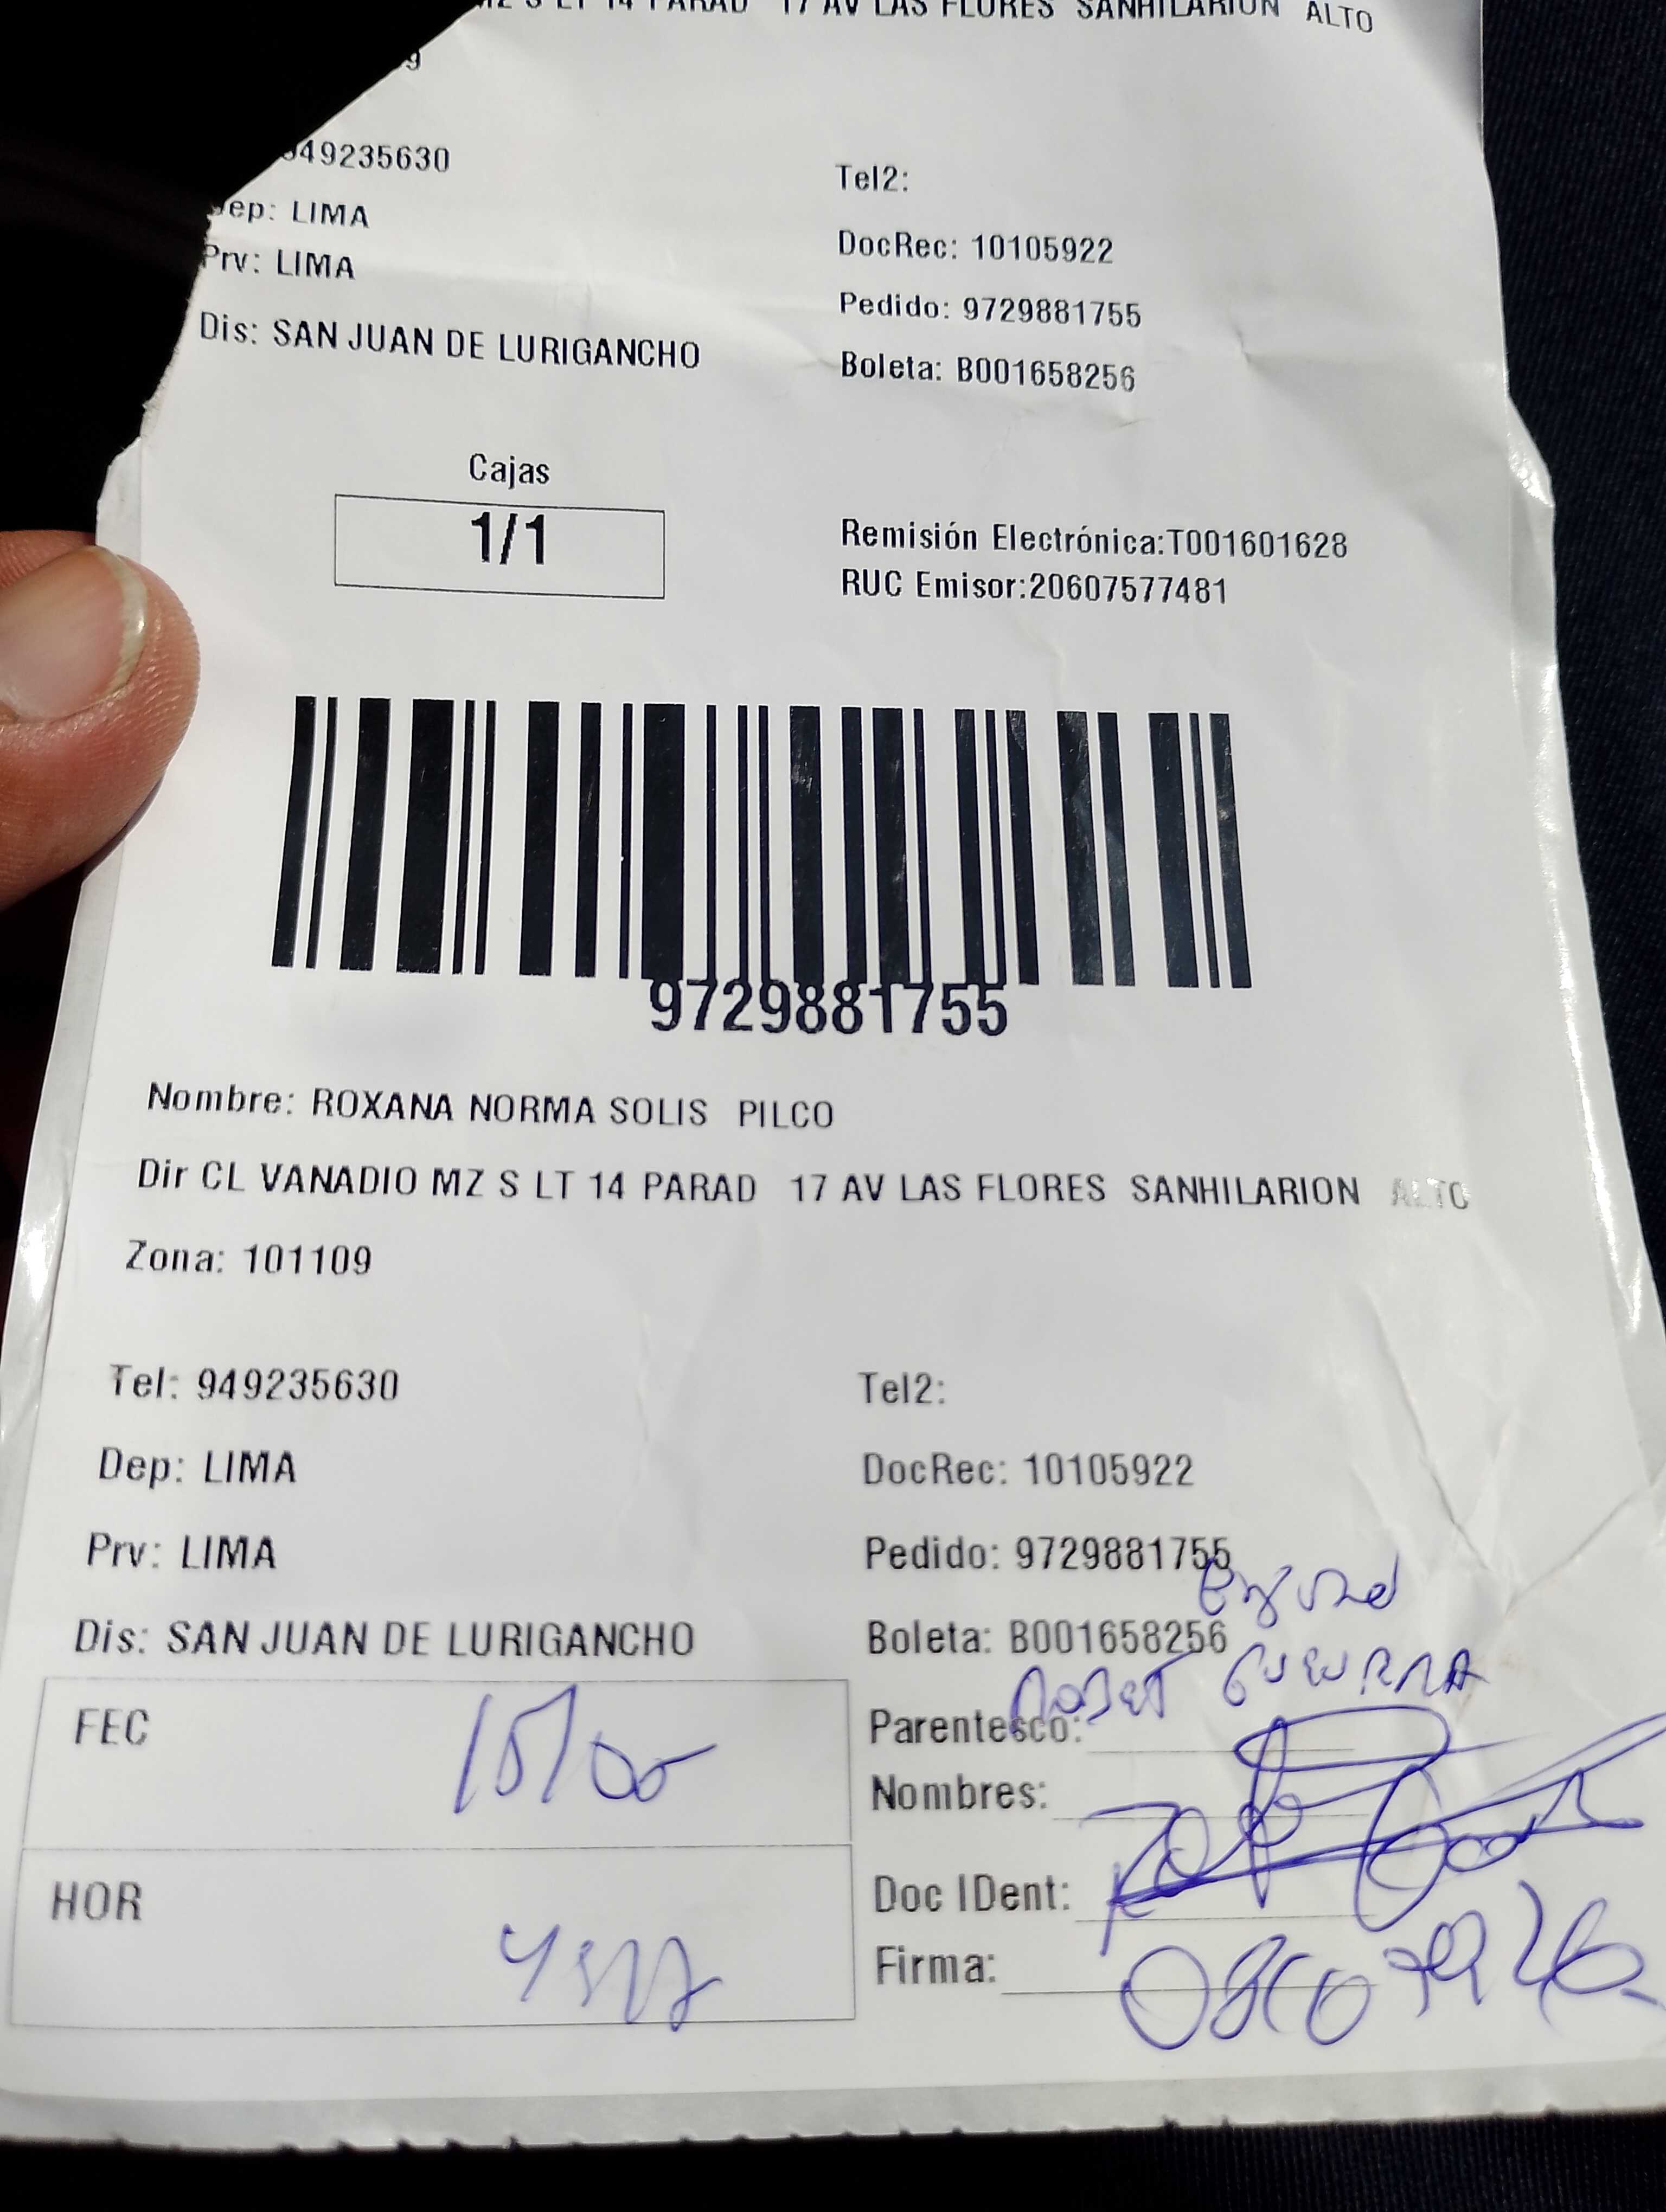 MZ S LT 14 PARAD 17 AV LAS FLORES SANHILARION ALTO
9
949235630
Tel2:
Dep: LIMA
DocRec: 10105922
Prv: LIMA
Pedido: 9729881755
Dis: SAN JUAN DE LURIGANCHO
Boleta: B001658256
Cajas
1/1
Remisión Electrónica:T001601628
RUC Emisor:20607577481
9729881755
Nombre: ROXANA NORMA SOLIS PILCO
Dir CL VANADIO MZ S LT 14 PARAD 17 AV LAS FLORES SANHILARION ALTO
Zona: 101109
Tel: 949235630
Tel2:
Dep: LIMA
DocRec: 10105922
Prv: LIMA
Pedido: 9729881755
Dis: SAN JUAN DE LURIGANCHO
Boleta: B001658256
GUERRA
FEC
Parentesco:
Nombres:
HOR
Doc IDent:
Firma: